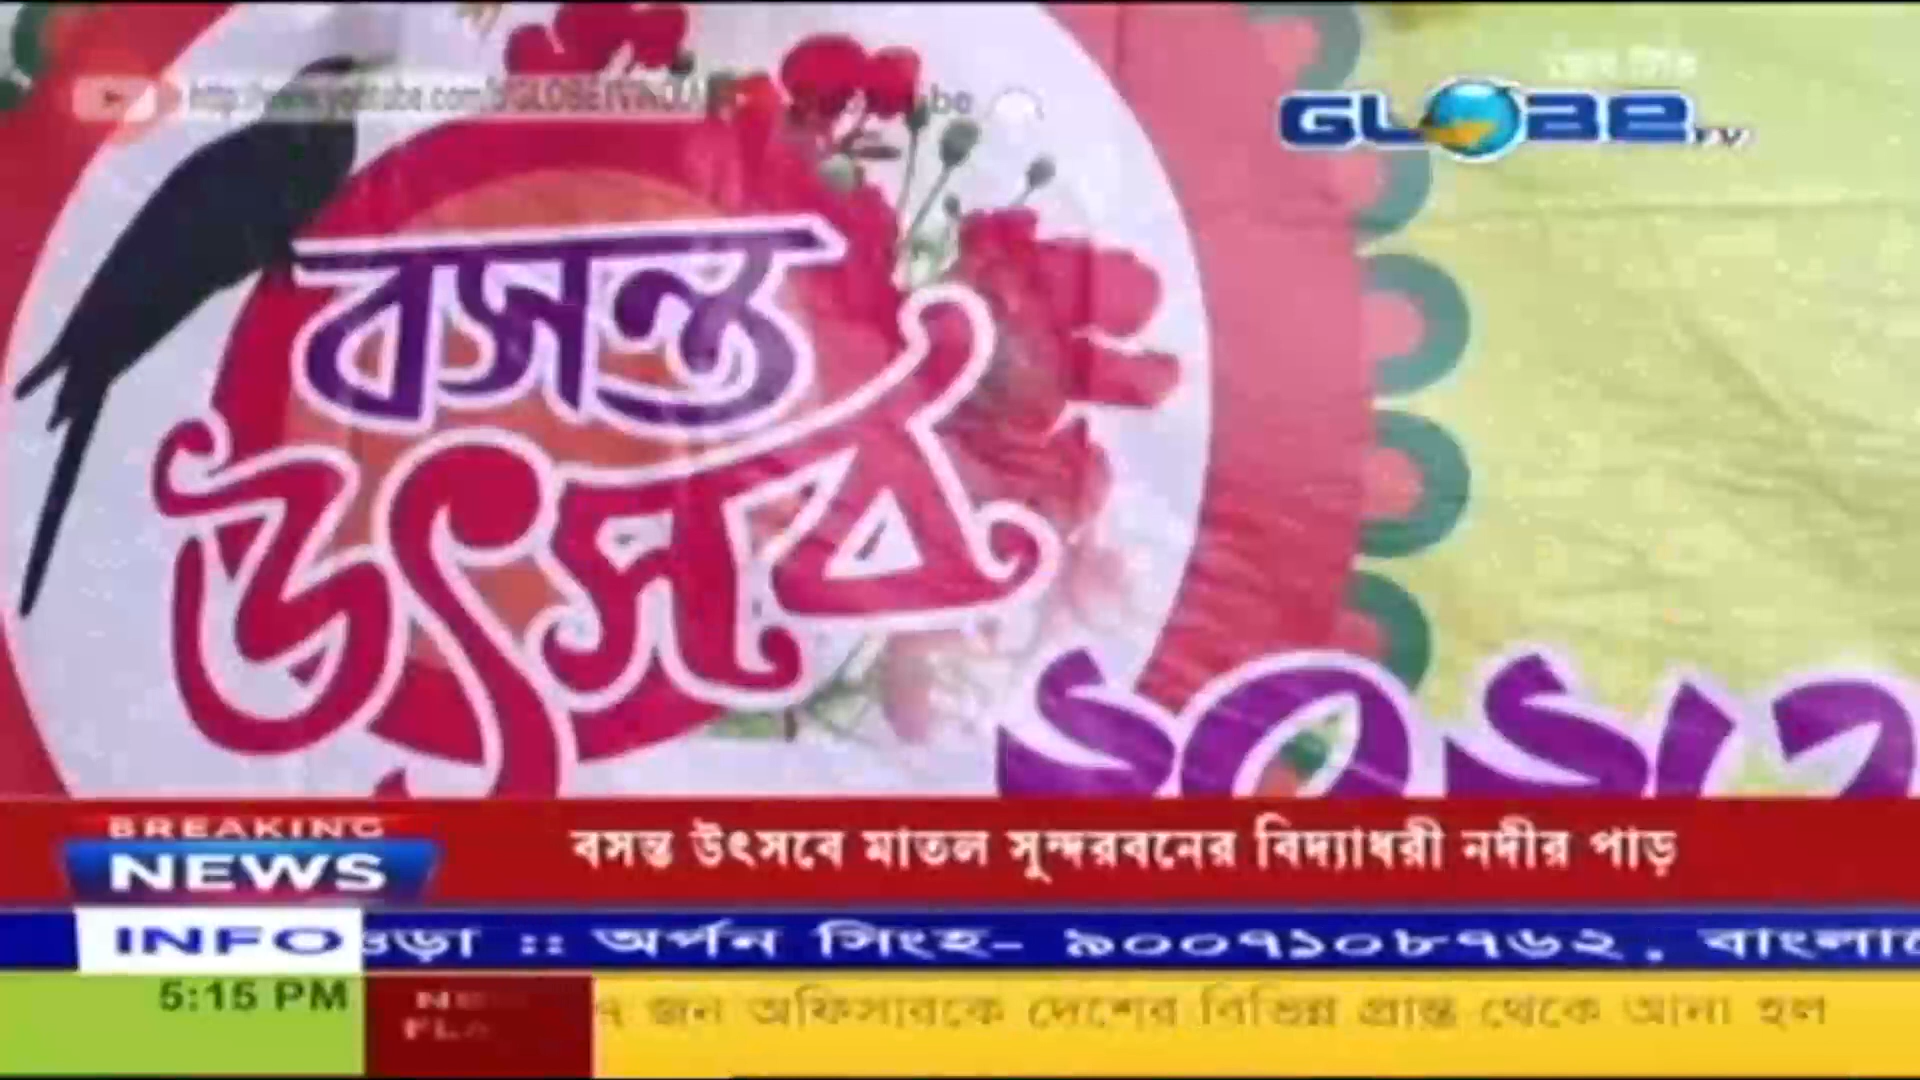 GLOBE TV
বসন্ত
উৎসব
BREAKING
NEWS
বসন্ত উৎসবে মাতল সুন্দরবনের বিদ্যাধরী নদীর পাড়
INFO
:: অর্পন সিংহ- ৯০০৭১০৮৭৬২ ,
5:15 PM
৭ জন অফিসারকে দেশের বিভিন্ন প্রান্ত থেকে আনা হল